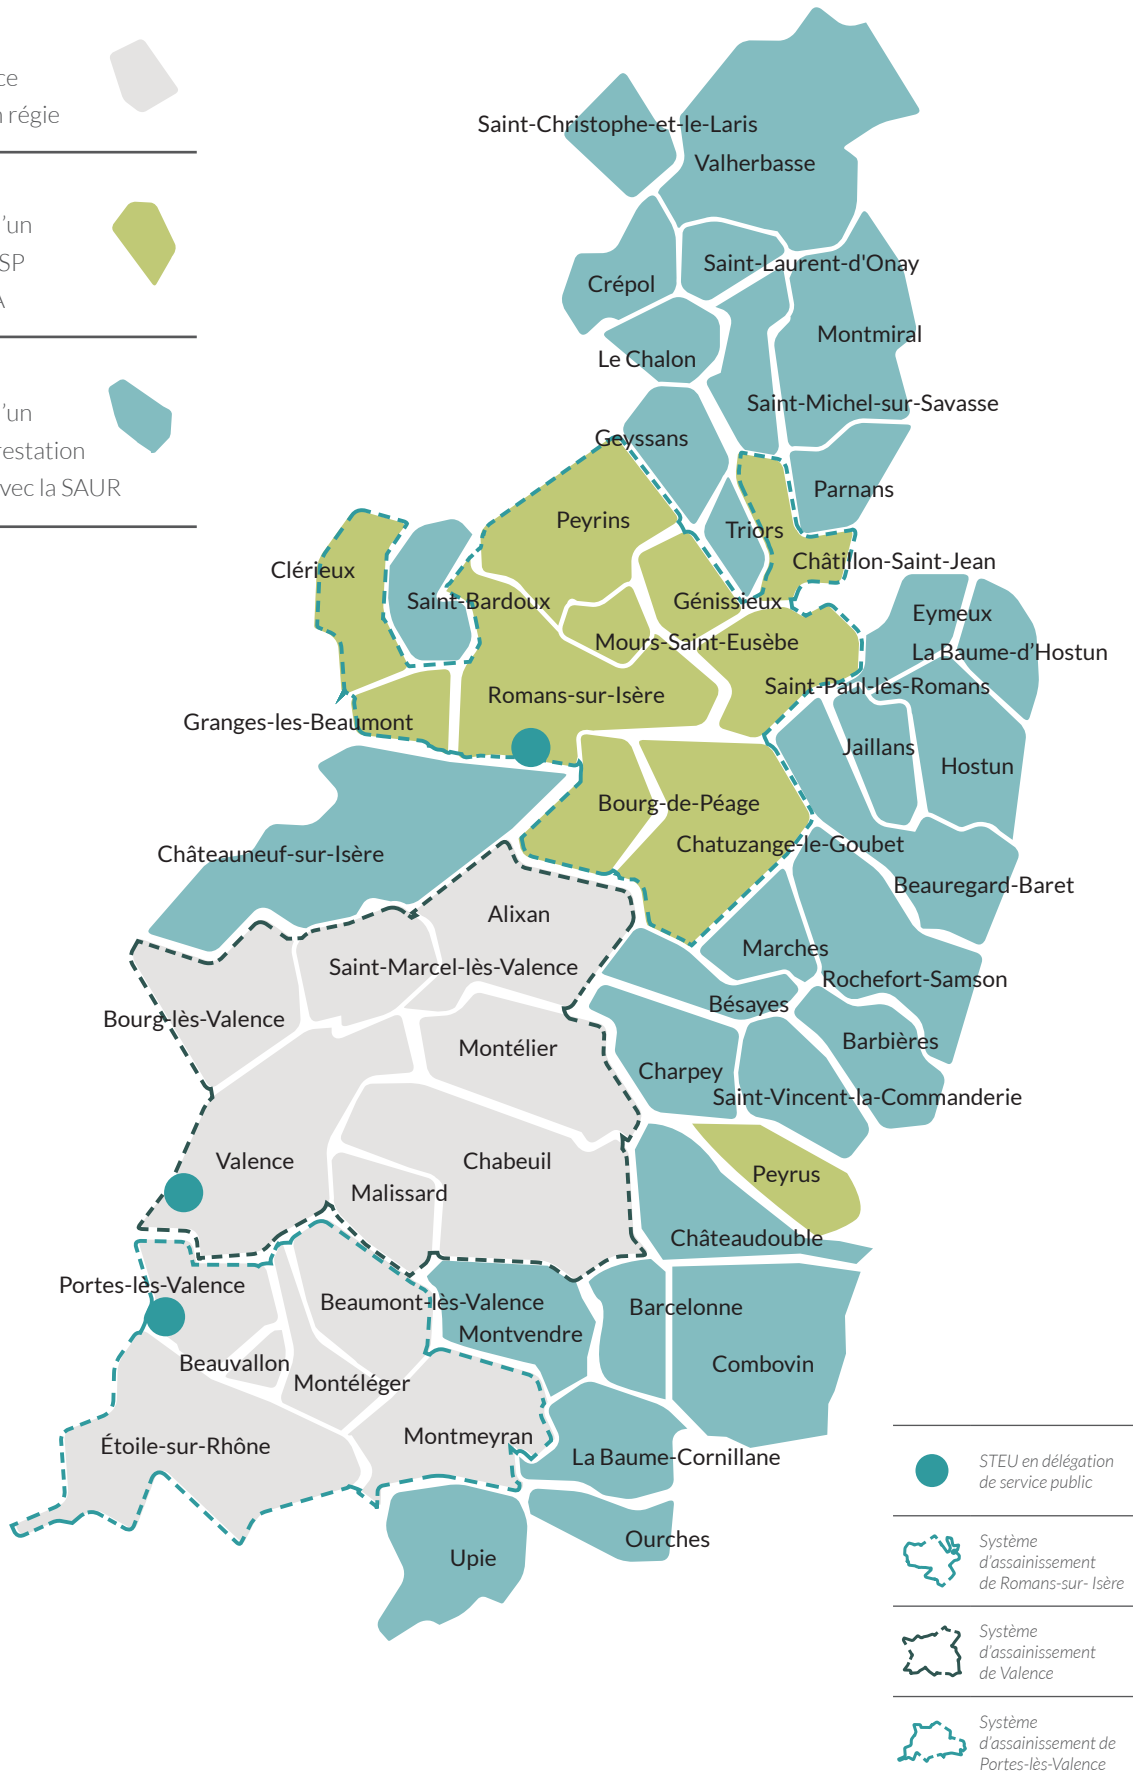 ce
n régie
'un
SP
A
'un
restation
vec la SAUR
Saint-Christophe-et-le-Laris
Valherbasse
Saint-Laurent-d'Onay
Crépol
Montmiral
Le Chalon
Saint-Michel-sur-Savasse
Geyssans
Parnans
Peyrins
Triors
Châtillon-Saint-Jean
Clérieux
Saint-Bardoux
Génissieux
Eymeux
Mours-Saint-Eusèbe
La Baume-d'Hostun
Saint-Paul-lès-Romans
Romans-sur-Isère
Granges-les-Beaumont
Jaillans
Hostun
Bourg-de-Péage
Chatuzange-le-Goubet
Châteauneuf-sur-Isère
Beauregard-Baret
Alixan
Marches
Saint-Marcel-lès-Valence
Rochefort-Samson
Bésayes
Bourg-lès-Valence
Barbières
Montélier
Charpey
Saint-Vincent-la-Commanderie
Valence
Chabeuil
Peyrus
Malissard
Châteaudouble
Portes-lès-Valence
Beaumont-lès-Valence
Barcelonne
Montvendre
Beauvallon
Combovin
Montéléger
Montmeyran
Étoile-sur-Rhône
La Baume-Cornillane
Ourches
Upie
STEU en délégation
de service public
Système
d'assainissement
de Romans-sur- Isère
Système
d'assainissement
de Valence
Système
d'assainissement de
Portes-lès-Valence